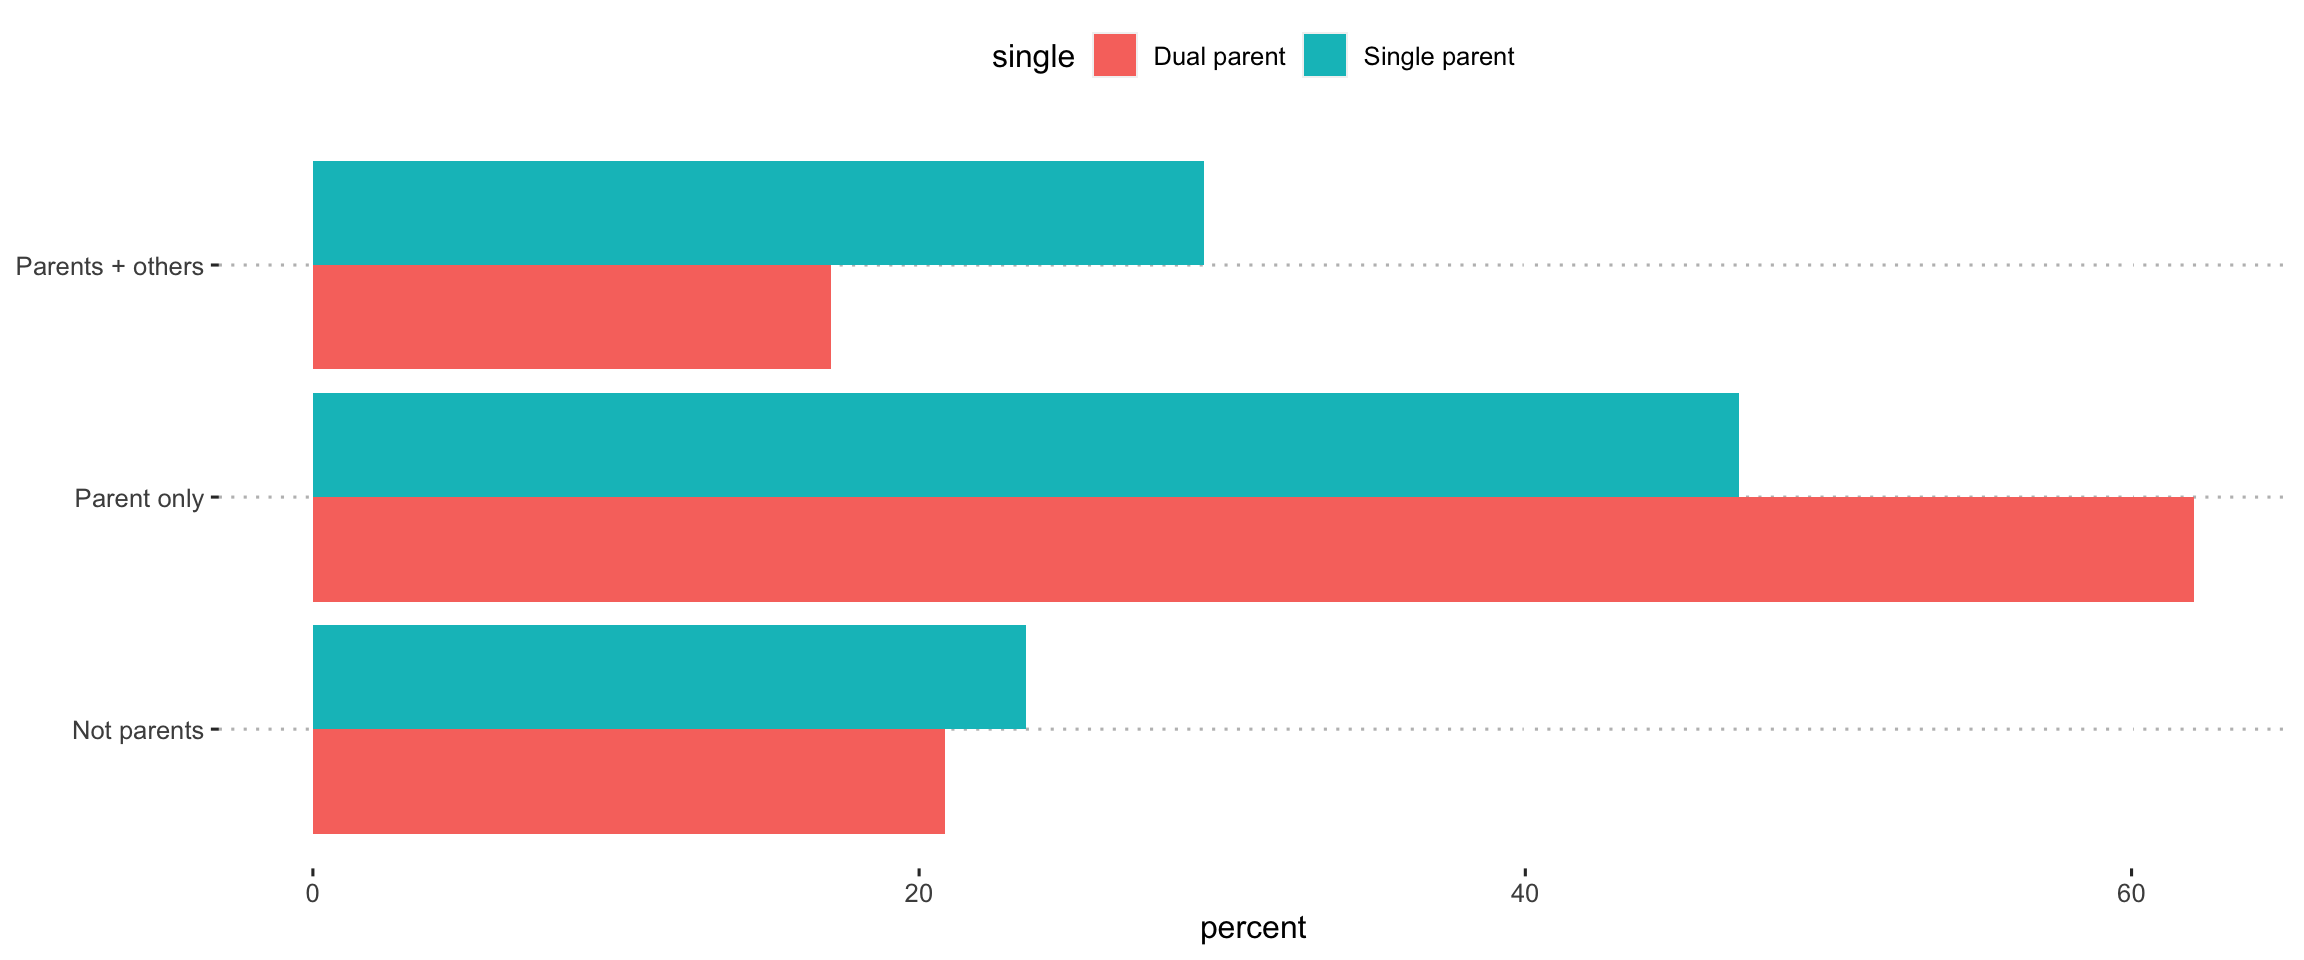 single Dual parent Single parent
Parents + others
Parent only
Not parents
0 20 40 60
percent